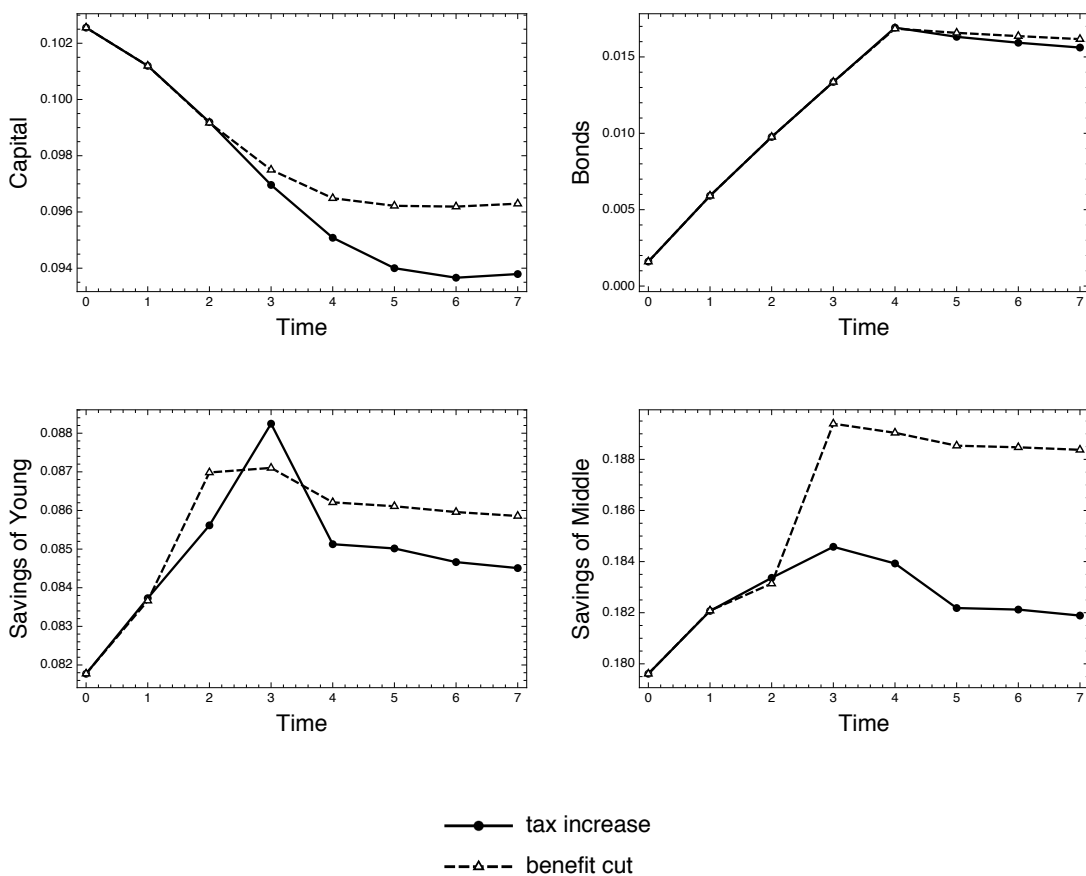 Capital
0.102
0.100
0.098
0.096
0.094
0 1 2 3 4 5 6 7
Time
Bonds
0.015
0.010
0.005
0.000
0 1 2 3 4 5 6 7
Time
Savings of Young
0.088
0.087
0.086
0.085
0.084
0.083
0.082
0 1 2 3 4 5 6 7
Time
Savings of Middle
0.188
0.186
0.184
0.182
0.180
0 1 2 3 4 5 6 7
Time
tax increase
benefit cut